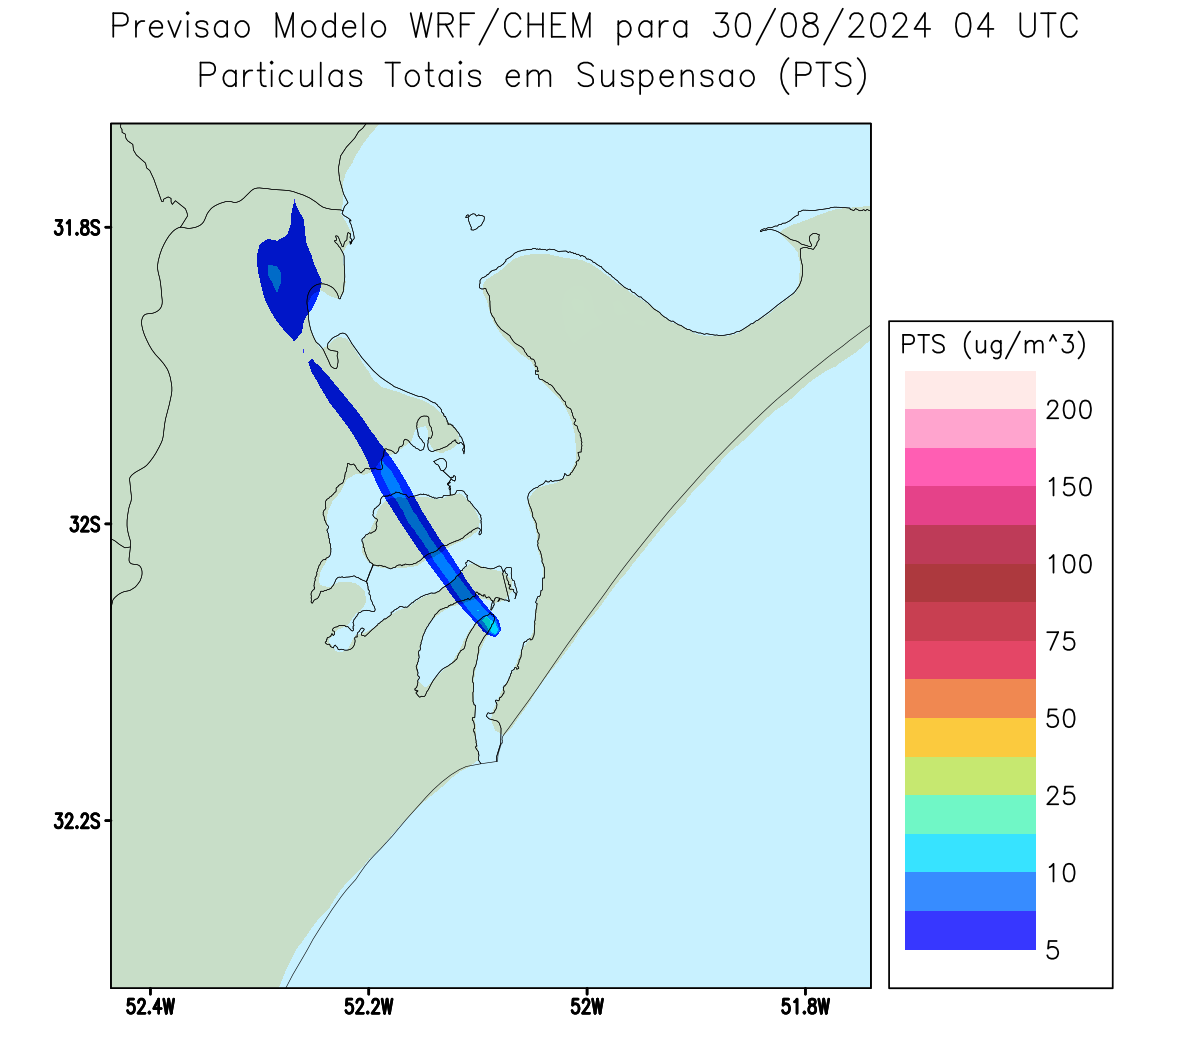 Previsao Modelo WRF/CHEM para 30/08/2024 04 UTC
Particulas Totais em Suspensao (PTS)
31.8S
32S
32.2S
52.4W
52.2W
52W
51.8W
PTS (ug/m^3)
200
150
100
75
50
25
10
5